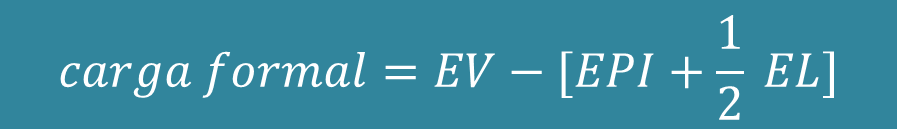 carga formal = EV − [EPI + 1/2 EL]